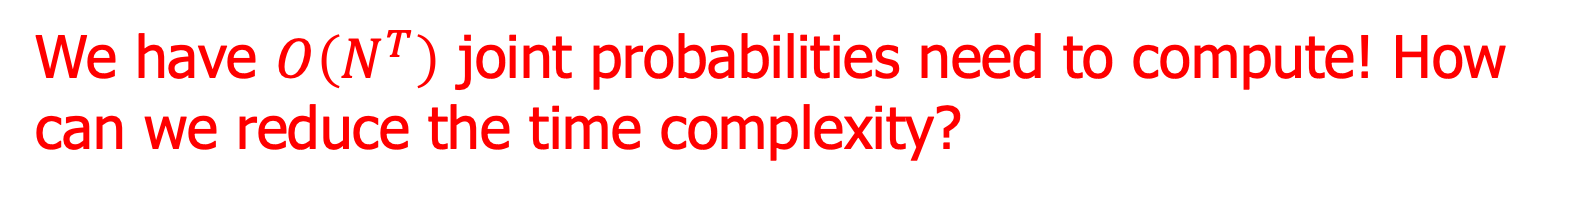 We have 𝑂(𝑁^𝑇) joint probabilities need to compute! How
can we reduce the time complexity?